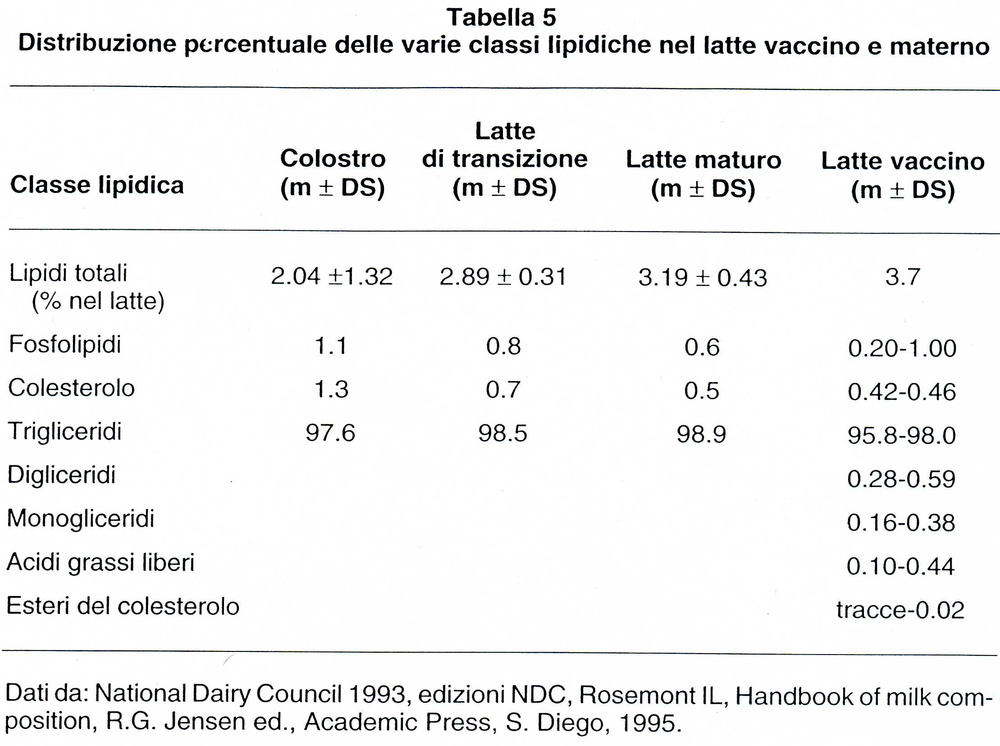 Tabella 5
Distribuzione percentuale delle varie classi lipidiche nel latte vaccino e materno
Classe lipidica Colostro (m ± DS) Latte di transizione (m ± DS) Latte maturo (m ± DS) Latte vaccino (m ± DS)
Lipidi totali 2.04 ±1.32 2.89 ± 0.31 3.19 ± 0.43 3.7
(% nel latte)
Fosfolipidi 1.1 0.8 0.6 0.20-1.00
Colesterolo 1.3 0.7 0.5 0.42-0.46
Trigliceridi 97.6 98.5 98.9 95.8-98.0
Digliceridi 0.28-0.59
Monogliceridi 0.16-0.38
Acidi grassi liberi 0.10-0.44
Esteri del colesterolo tracce-0.02
Dati da: National Dairy Council 1993, edizioni NDC, Rosemont IL, Handbook of milk com-
position, R.G. Jensen ed., Academic Press, S. Diego, 1995.